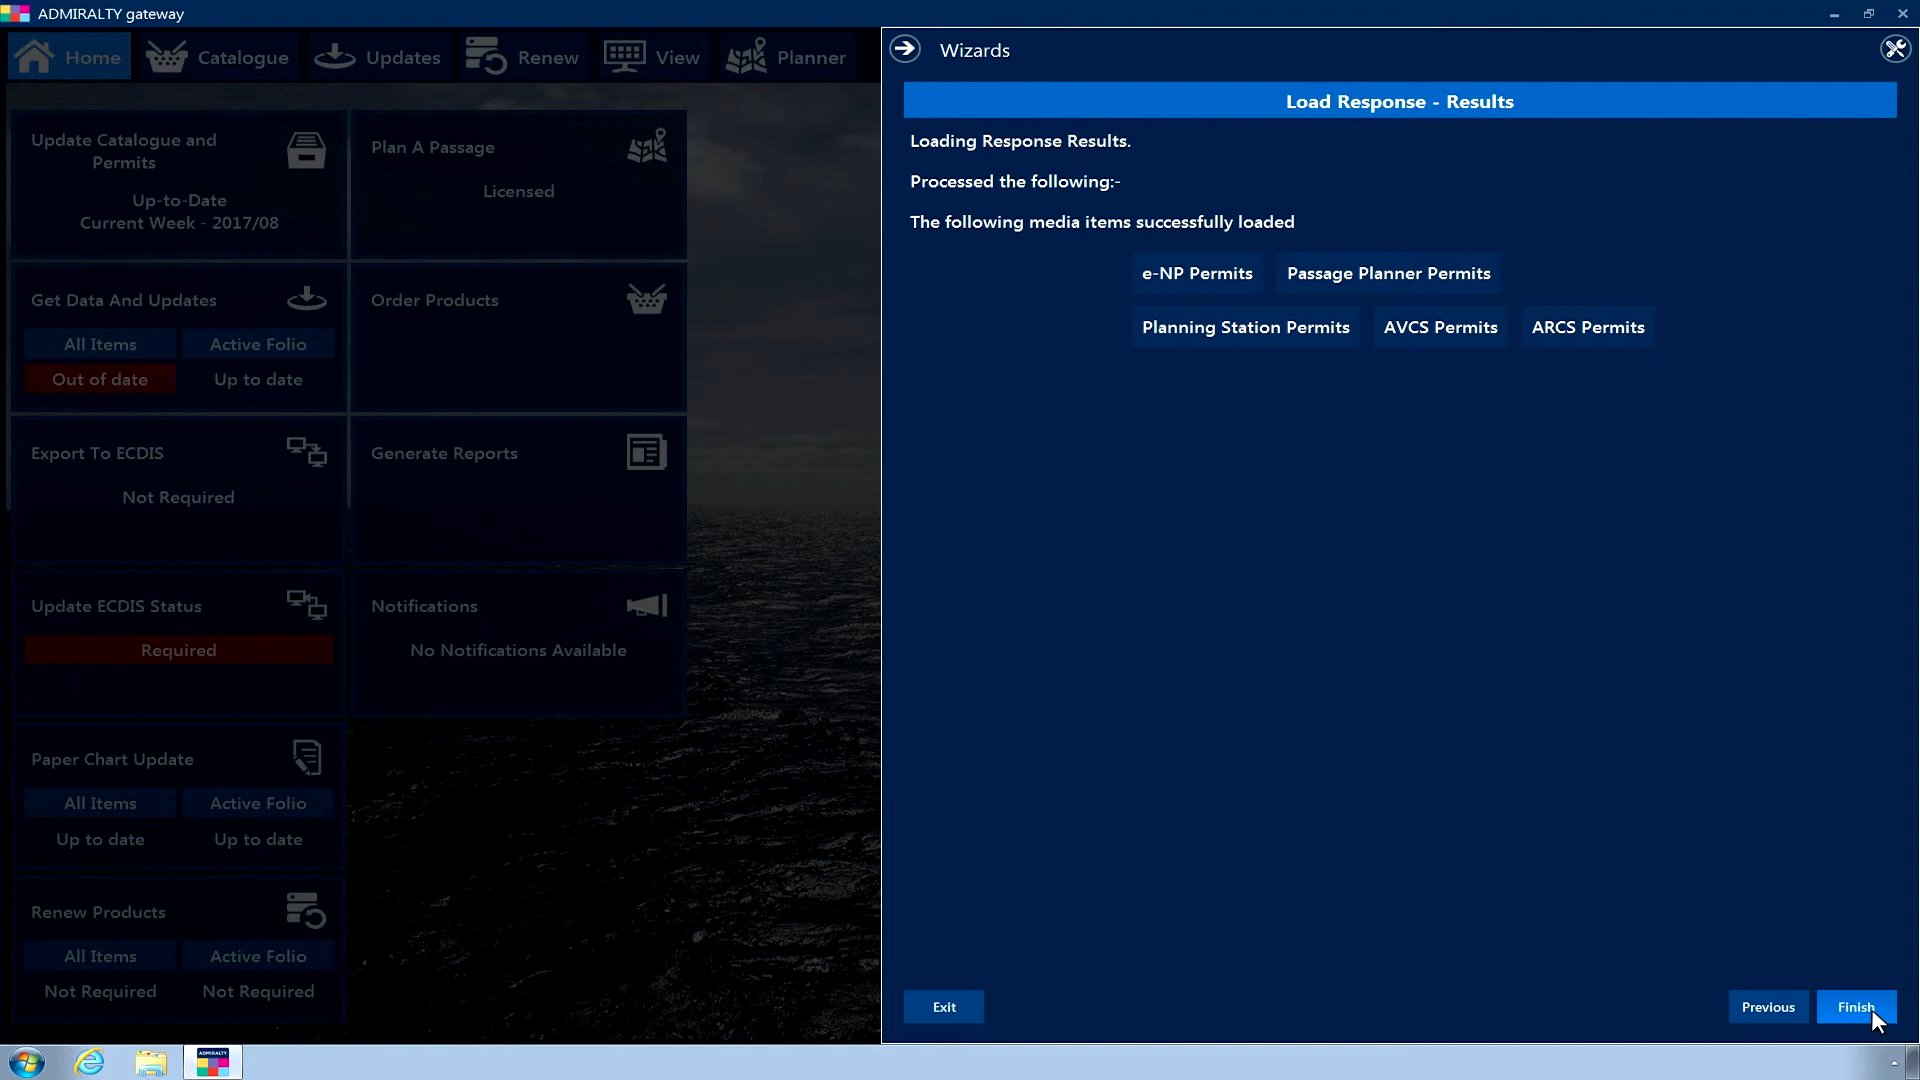 ADMIRALTY gateway
Home Catalogue Updates Renew View Planner
Update Catalogue and
Permits
Up-to-Date
Current Week - 2017/08
Plan A Passage
Licensed
Get Data And Updates
All Items Active Folio
Out of date Up to date
Order Products
Export To ECDIS
Not Required
Generate Reports
Update ECDIS Status
Required
Notifications
No Notifications Available
Paper Chart Update
All Items Active Folio
Up to date Up to date
Renew Products
All Items Active Folio
Not Required Not Required
Wizards
Load Response - Results
Loading Response Results.
Processed the following:-
The following media items successfully loaded
e-NP Permits Passage Planner Permits
Planning Station Permits AVCS Permits ARCS Permits
Exit Previous Finish
ADMIRALTY